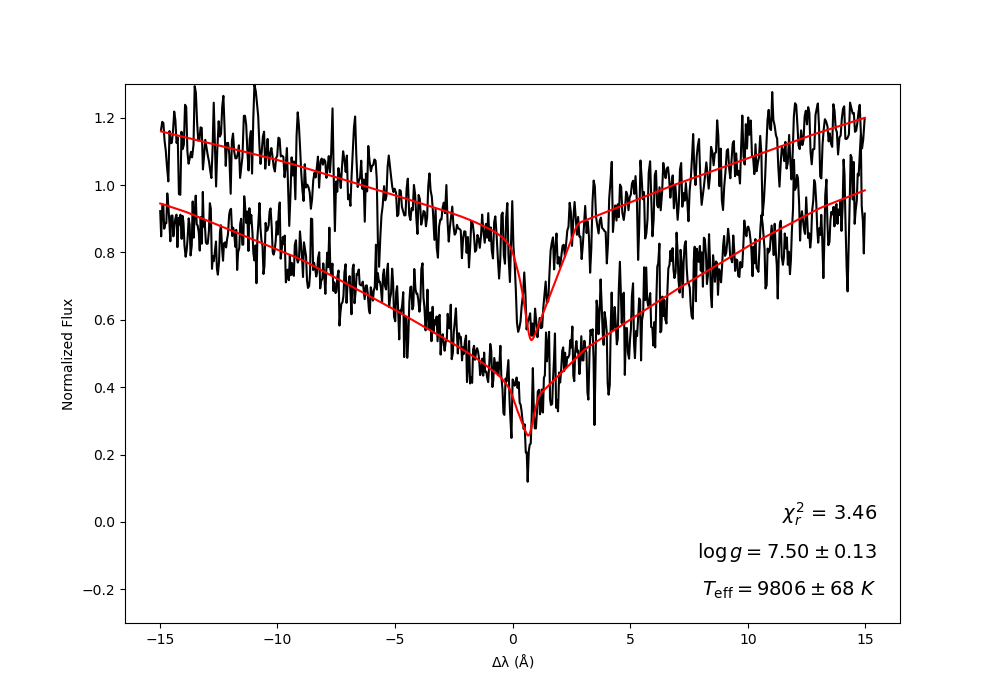 1.2
1.0
0.8
0.6
0.4
0.2
0.0
−0.2
Normalized Flux
χ²ᵣ = 3.46
log g = 7.50 ± 0.13
T_eff = 9806 ± 68 K
−15 −10 −5 0 5 10 15
Δλ (Å)